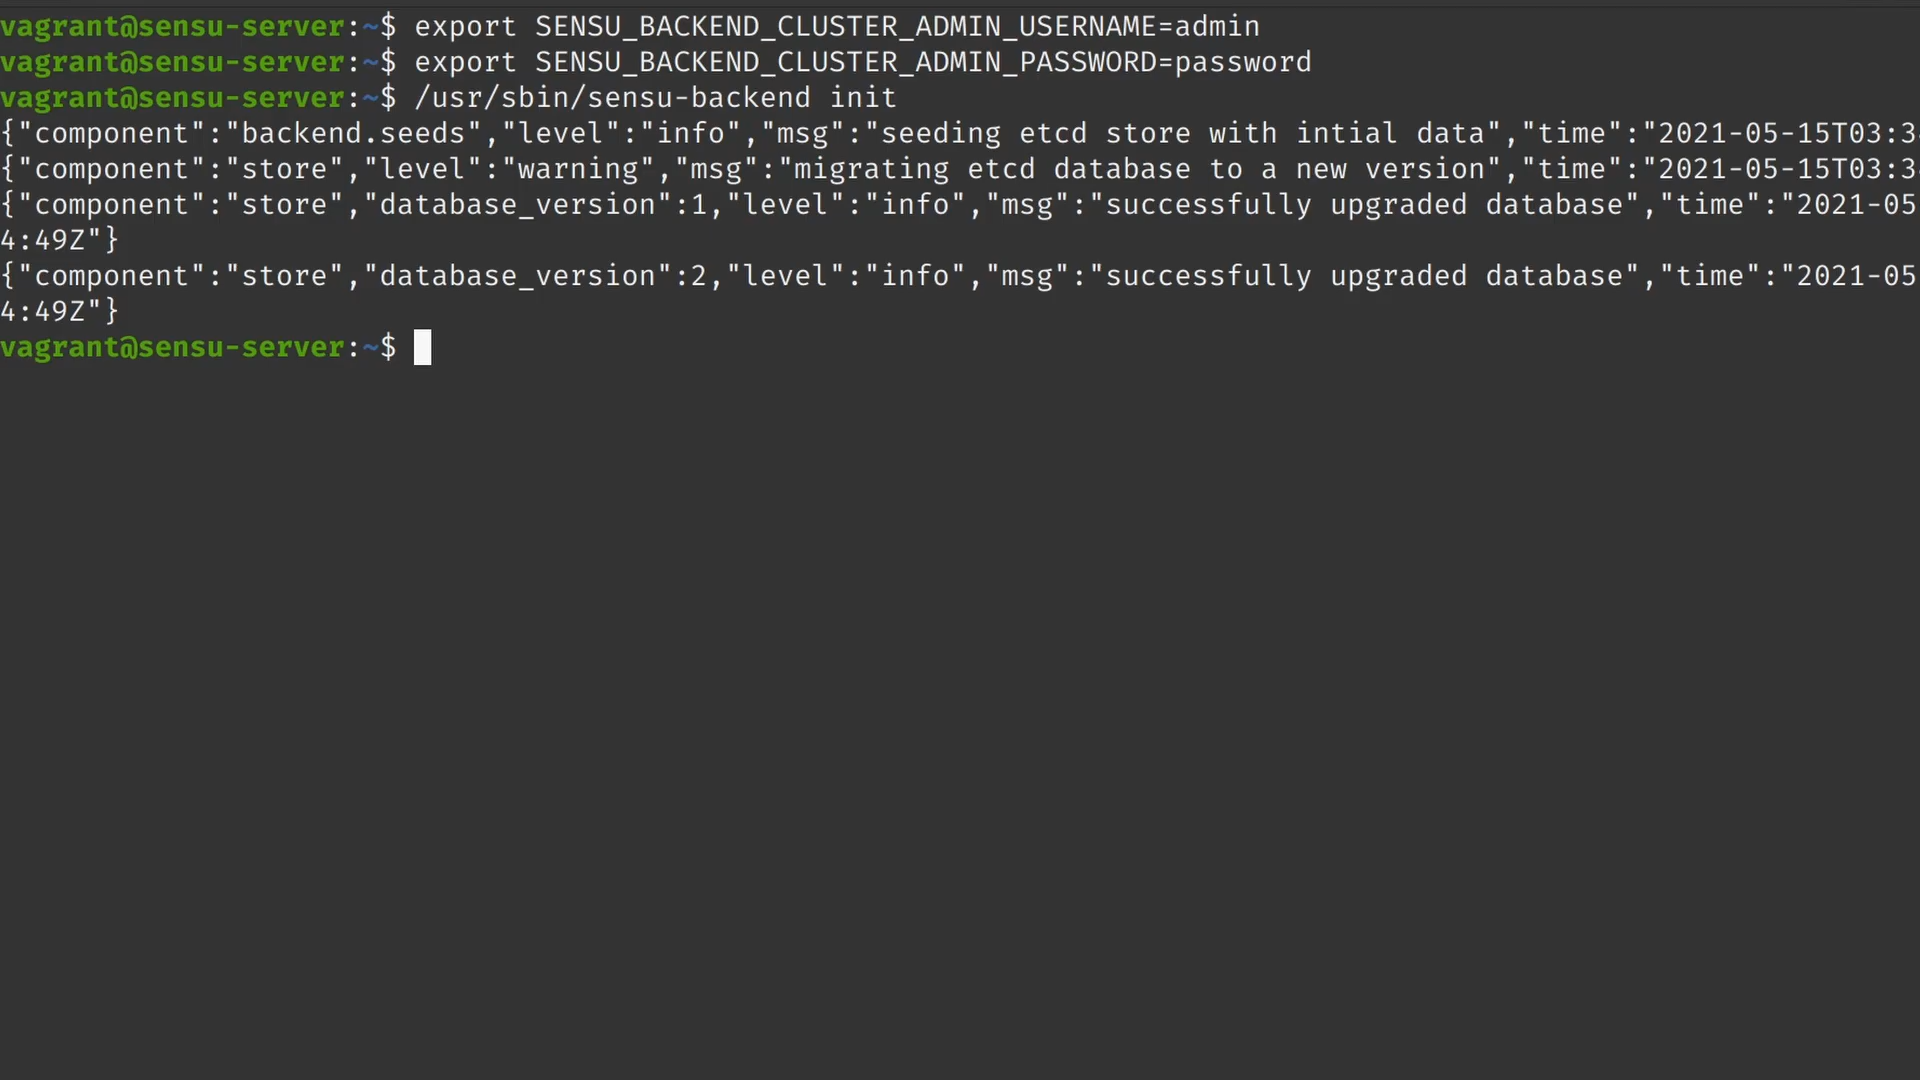 vagrant@sensu-server:~$ export SENSU_BACKEND_CLUSTER_ADMIN_USERNAME=admin
vagrant@sensu-server:~$ export SENSU_BACKEND_CLUSTER_ADMIN_PASSWORD=password
vagrant@sensu-server:~$ /usr/sbin/sensu-backend init
{"component":"backend.seeds","level":"info","msg":"seeding etcd store with intial data","time":"2021-05-15T03:3
{"component":"store","level":"warning","msg":"migrating etcd database to a new version","time":"2021-05-15T03:3
{"component":"store","database_version":1,"level":"info","msg":"successfully upgraded database","time":"2021-05
4:49Z"}
{"component":"store","database_version":2,"level":"info","msg":"successfully upgraded database","time":"2021-05
4:49Z"}
vagrant@sensu-server:~$